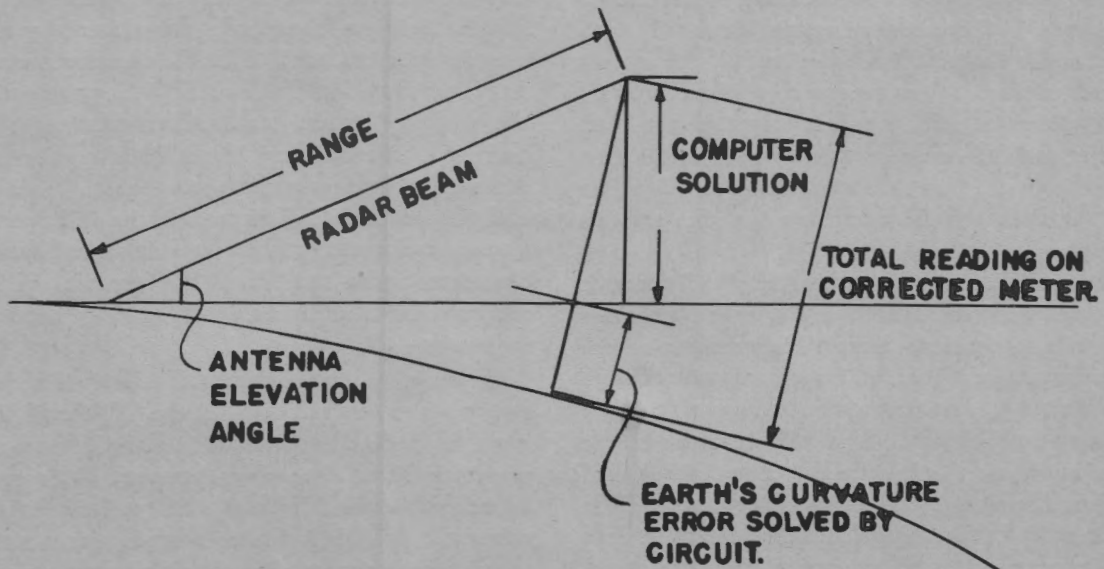 RANGE
RADAR BEAM
COMPUTER
SOLUTION
TOTAL READING ON
CORRECTED METER
ANTENNA
ELEVATION
ANGLE
EARTH'S CURVATURE
ERROR SOLVED BY
CIRCUIT.